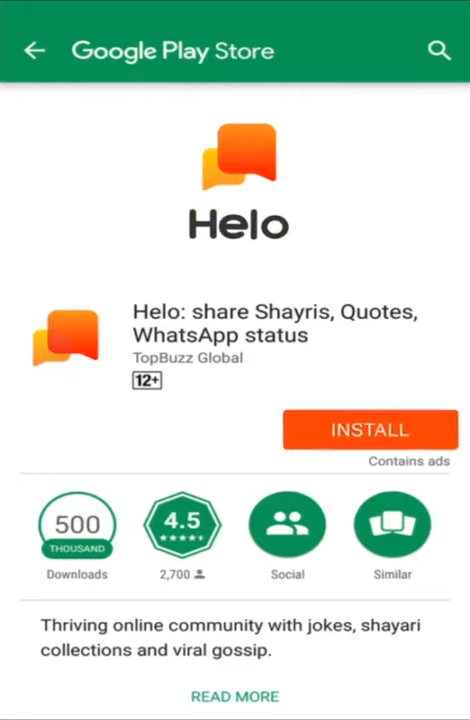 Google Play Store
Helo
Helo: share Shayris, Quotes,
WhatsApp status
TopBuzz Global
12+
INSTALL
Contains ads
500
THOUSAND
Downloads
4.5
2,700
Social
Similar
Thriving online community with jokes, shayari
collections and viral gossip.
READ MORE